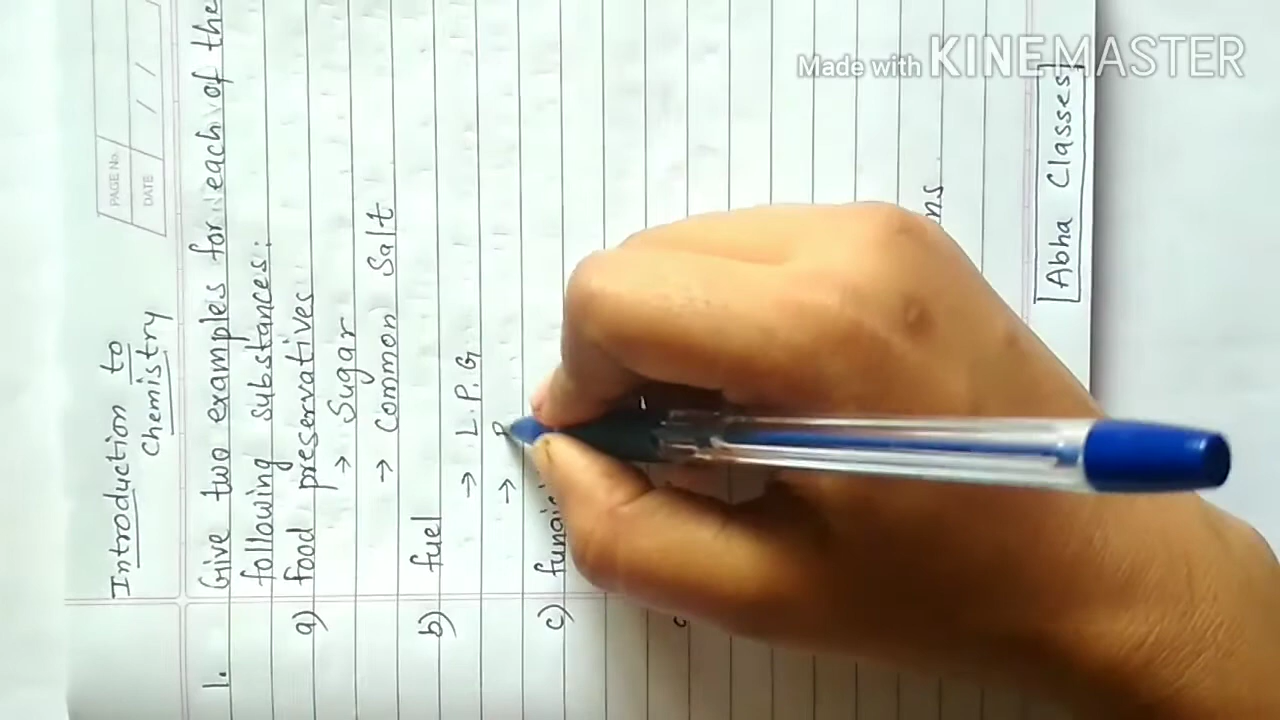 PAGE No.
DATE / /
Introduction to
Chemistry
1. Give two examples for each of the
following substances:
a) food preservatives
→ Sugar
→ Common Salt
b) fuel
→ L.P.G
→ P
c)
Abha Classes
Made with KINEMASTER